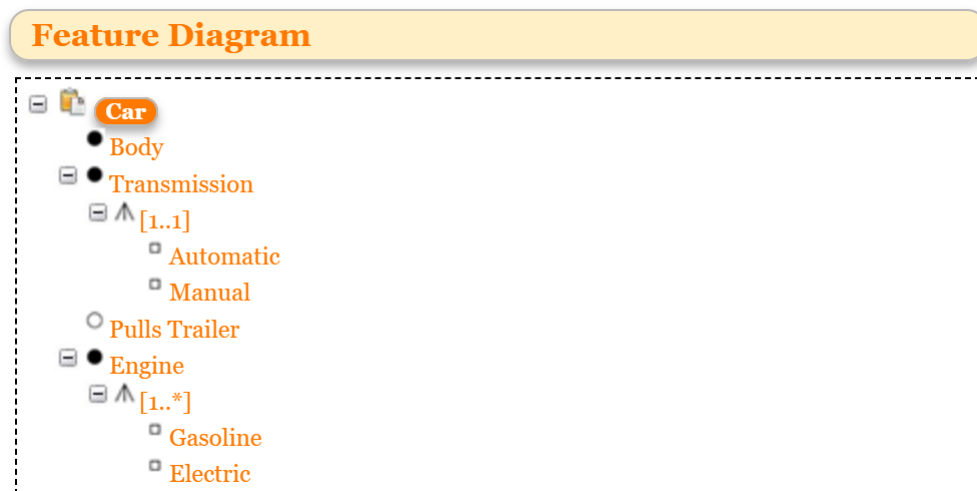 Feature Diagram
Car
Body
Transmission
[1..1]
Automatic
Manual
Pulls Trailer
Engine
[1..*]
Gasoline
Electric